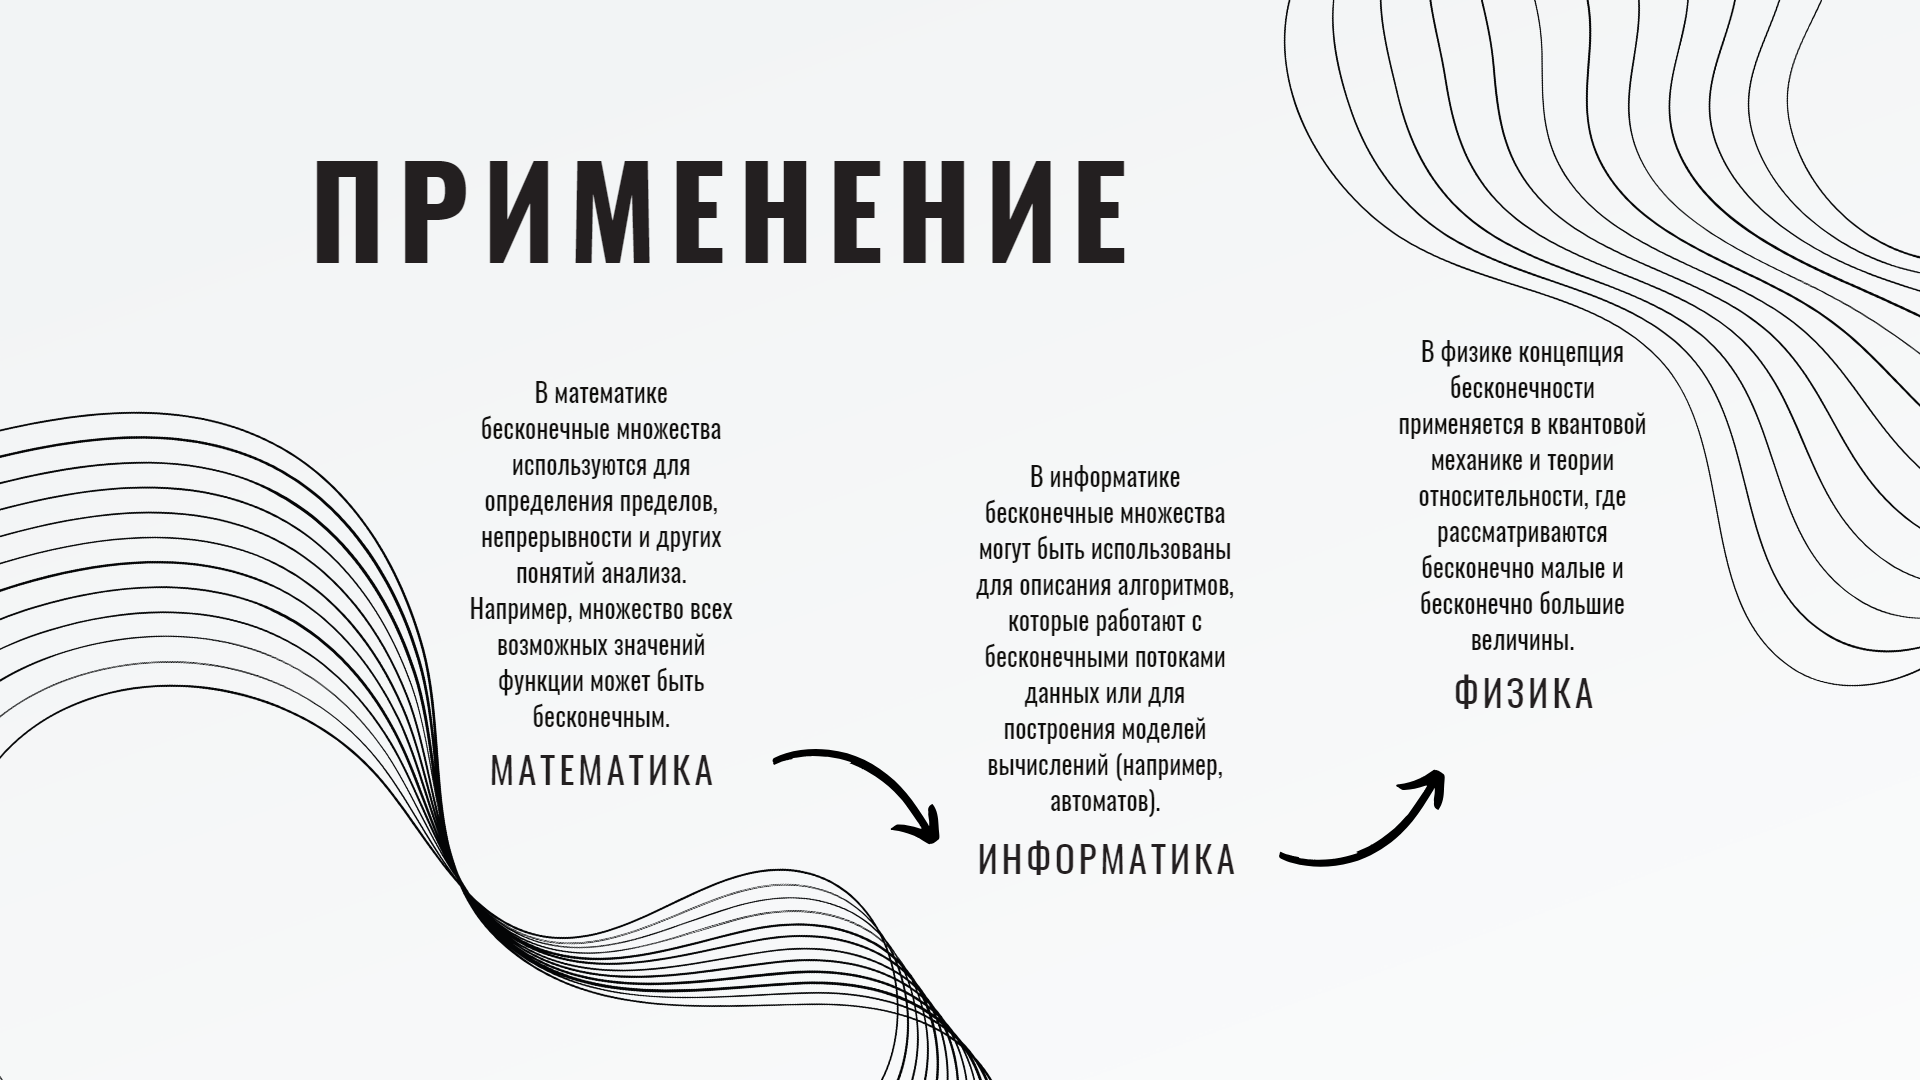 ПРИМЕНЕНИЕ
В математике
бесконечные множества
используются для
определения пределов,
непрерывности и других
понятий анализа.
Например, множество всех
возможных значений
функции может быть
бесконечным.
МАТЕМАТИКА
В информатике
бесконечные множества
могут быть использованы
для описания алгоритмов,
которые работают с
бесконечными потоками
данных или для
построения моделей
вычислений (например,
автоматов).
ИНФОРМАТИКА
В физике концепция
бесконечности
применяется в квантовой
механике и теории
относительности, где
рассматриваются
бесконечно малые и
бесконечно большие
величины.
ФИЗИКА